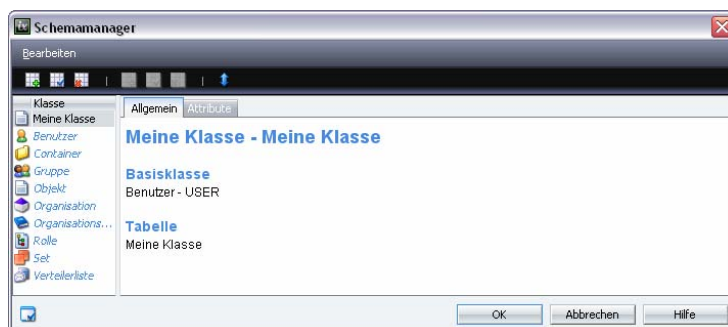 Schemamanager
Bearbeiten
Klasse
Meine Klasse
Benutzer
Container
Gruppe
Objekt
Organisation
Organisations...
Rolle
Set
Verteilerliste
Allgemein
Attribute
Meine Klasse - Meine Klasse
Basisklasse
Benutzer - USER
Tabelle
Meine Klasse
OK
Abbrechen
Hilfe